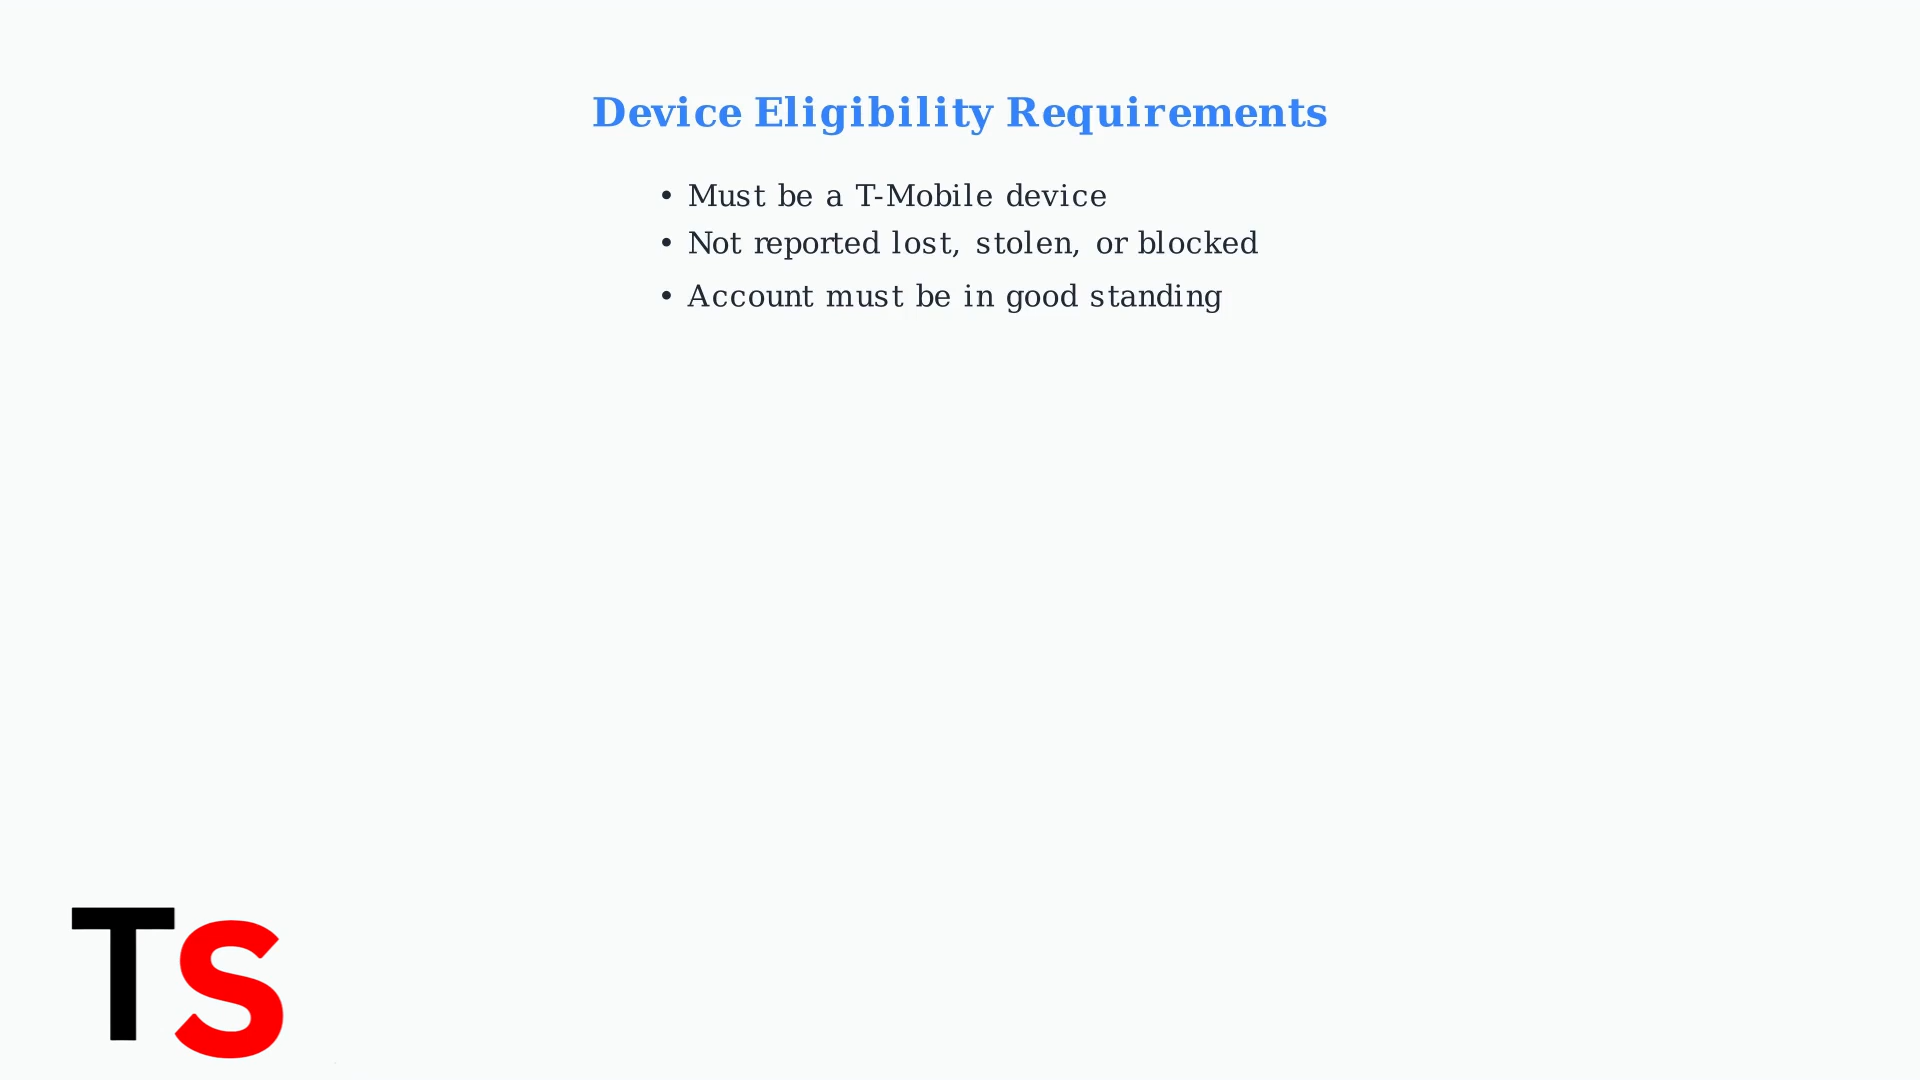 Device Eligibility Requirements
• Must be a T-Mobile device
• Not reported lost, stolen, or blocked
• Account must be in good standing
TS